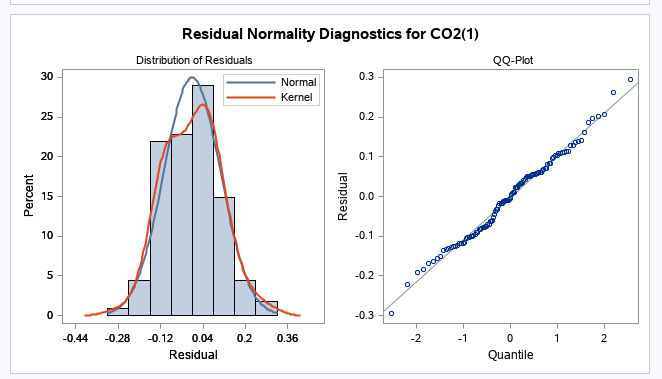 Residual Normality Diagnostics for CO2(1)
Distribution of Residuals
30
25
20
15
10
5
0
Percent
Normal
Kernel
-0.44 -0.28 -0.12 0.04 0.2 0.36
Residual
QQ-Plot
0.3
0.2
0.1
0.0
-0.1
-0.2
-0.3
Residual
-2 -1 0 1 2
Quantile